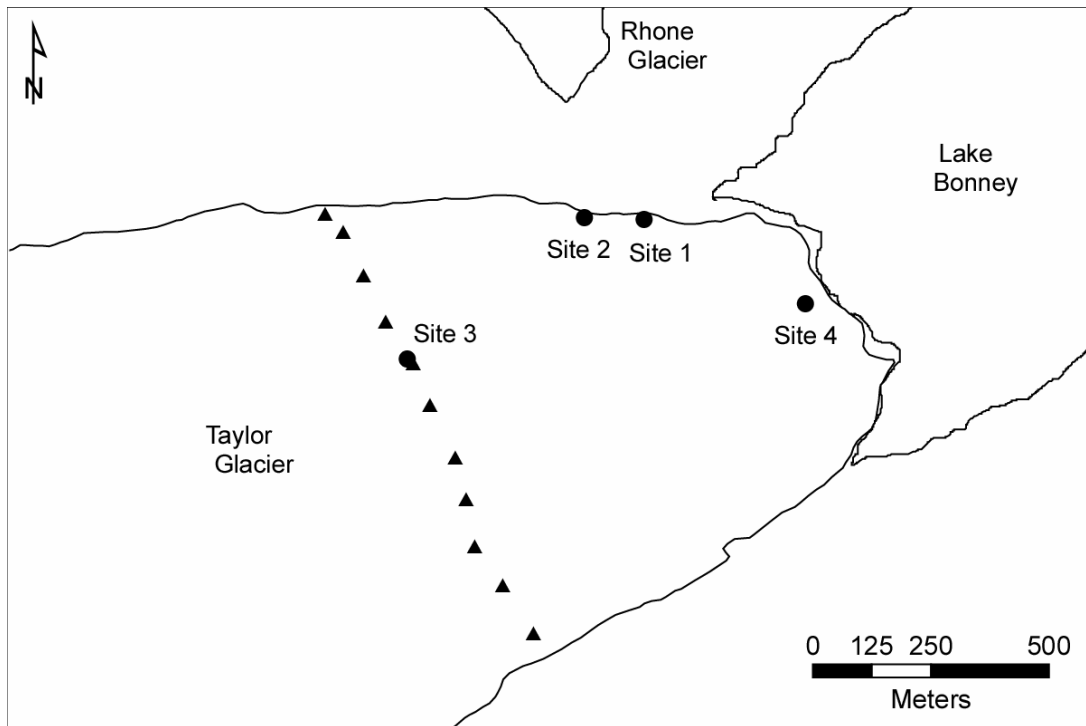 Rhone
Glacier
N
Lake
Bonney
Site 2 Site 1
Site 3
Site 4
Taylor
Glacier
0 125 250 500
Meters